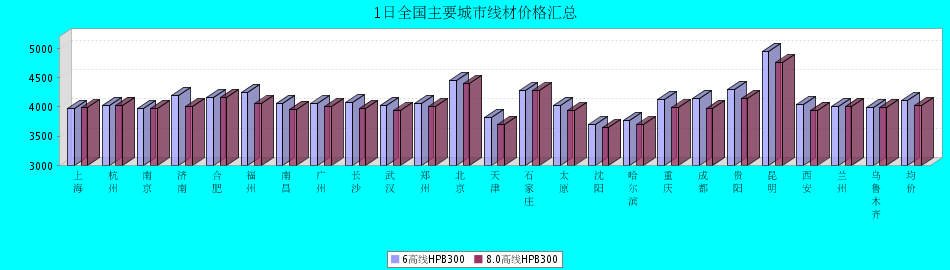 1日全国主要城市线材价格汇总
5000
4500
4000
3500
3000
上海 杭州 南京 济南 合肥 福州 南昌 广州 长沙 武汉 郑州 北京 天津 石家庄 太原 沈阳 哈尔滨 重庆 成都 贵阳 昆明 西安 兰州 乌鲁木齐 均价
6高线HPB300 8.0高线HPB300